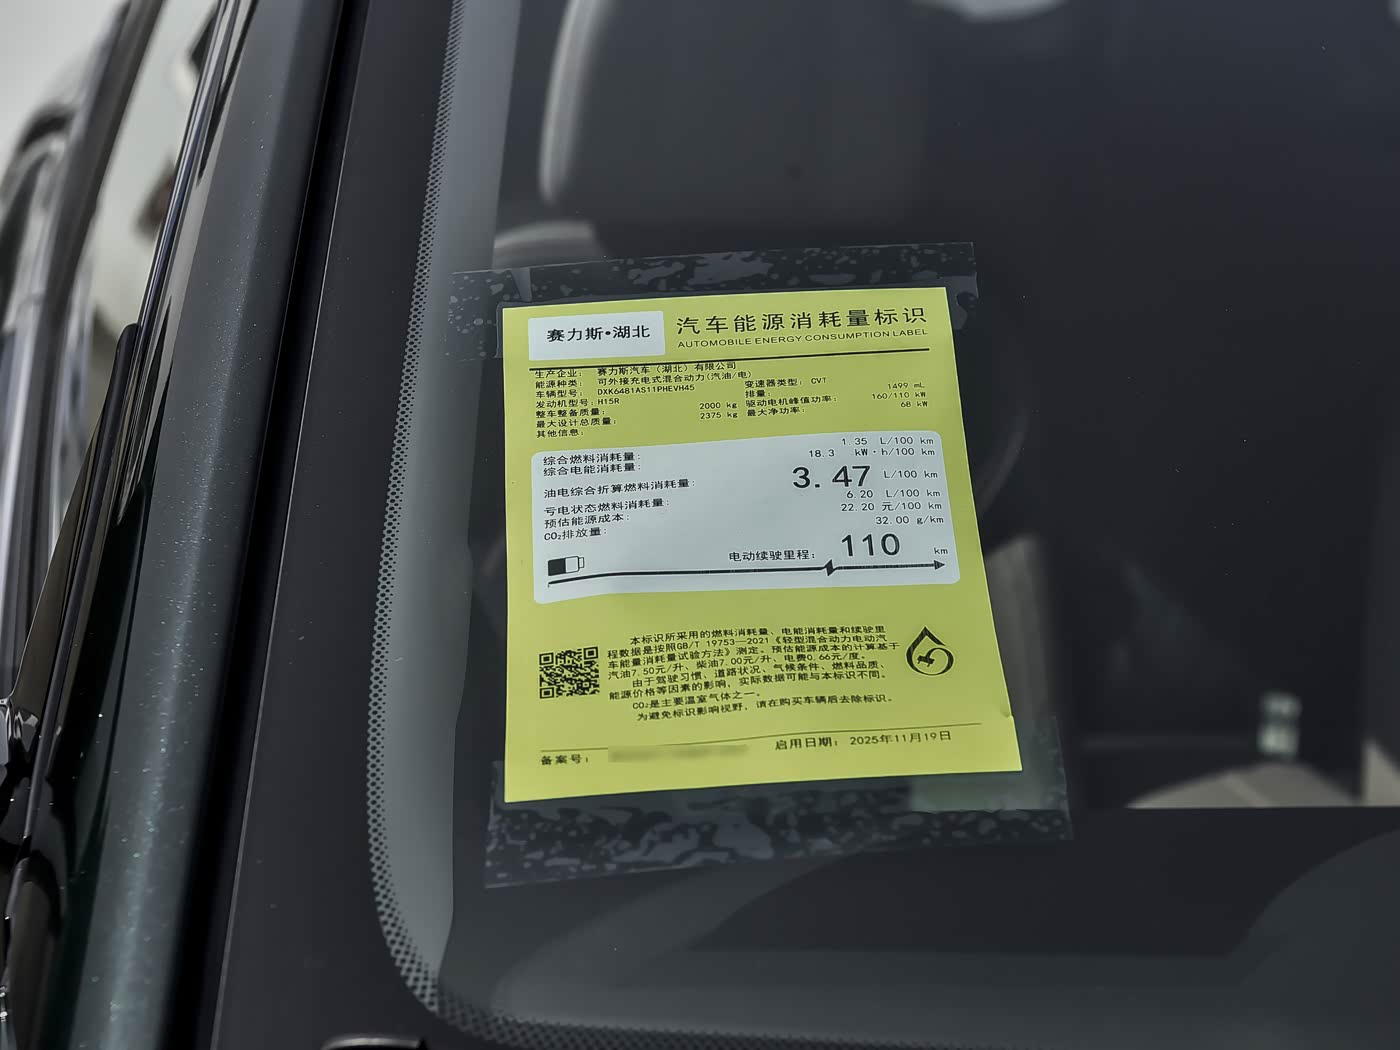 赛力斯•湖北
汽车能源消耗量标识
AUTOMOBILE ENERGY CONSUMPTION LABEL
生产企业： 赛力斯汽车（湖北）有限公司
能源种类： 可外接充电式混合动力(汽油/电)
车辆型号： DXK6481AS11PHEVH45 变速器类型： CVT
发动机型号：H15R 排量： 1499 mL
整车整备质量： 2000 kg 驱动电机峰值功率： 160/110 kW
最大设计总质量： 2375 kg 最大净功率： 68 kW
其他信息：
综合燃料消耗量： 1.35 L/100 km
综合电能消耗量： 18.3 kW·h/100 km
油电综合折算燃料消耗量： 3.47 L/100 km
亏电状态燃料消耗量： 6.20 L/100 km
预估能源成本： 22.20 元/100 km
CO₂排放量： 32.00 g/km
电动续驶里程： 110 km
本标识所采用的燃料消耗量、电能消耗量和续驶里
程数据是按照GB/T 19753—2021《轻型混合动力电动汽
车能量消耗量试验方法》测定。预估能源成本的计算基于
汽油7.50元/升、柴油7.00元/升、电费0.66元/度。
由于驾驶习惯、道路状况、气候条件、燃料品质、
能源价格等因素的影响，实际数据可能与本标识不同。
CO₂是主要温室气体之一。
为避免标识影响视野，请在购买车辆后去除标识。
备案号： 启用日期： 2025年11月19日